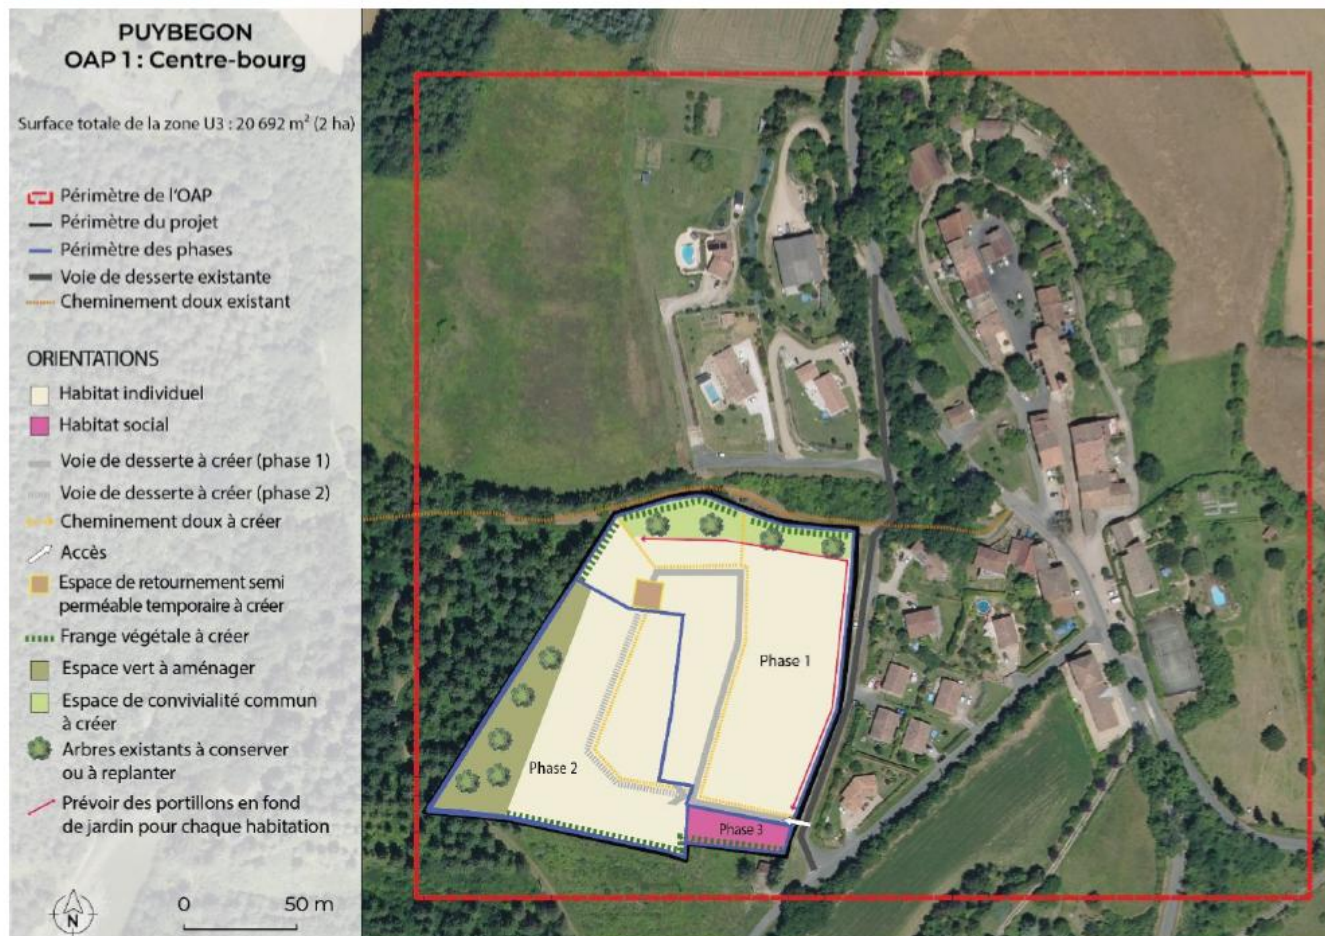 PUYBEGON
OAP 1 : Centre-bourg
Surface totale de la zone U3 : 20 692 m² (2 ha)
Périmètre de l'OAP
Périmètre du projet
Périmètre des phases
Voie de desserte existante
Cheminement doux existant
ORIENTATIONS
Habitat individuel
Habitat social
Voie de desserte à créer (phase 1)
Voie de desserte à créer (phase 2)
Cheminement doux à créer
Accès
Espace de retournement semi
perméable temporaire à créer
Frange végétale à créer
Espace vert à aménager
Espace de convivialité commun
à créer
Arbres existants à conserver
ou à replanter
Prévoir des portillons en fond
de jardin pour chaque habitation
N
0 50 m
Phase 1
Phase 2
Phase 3